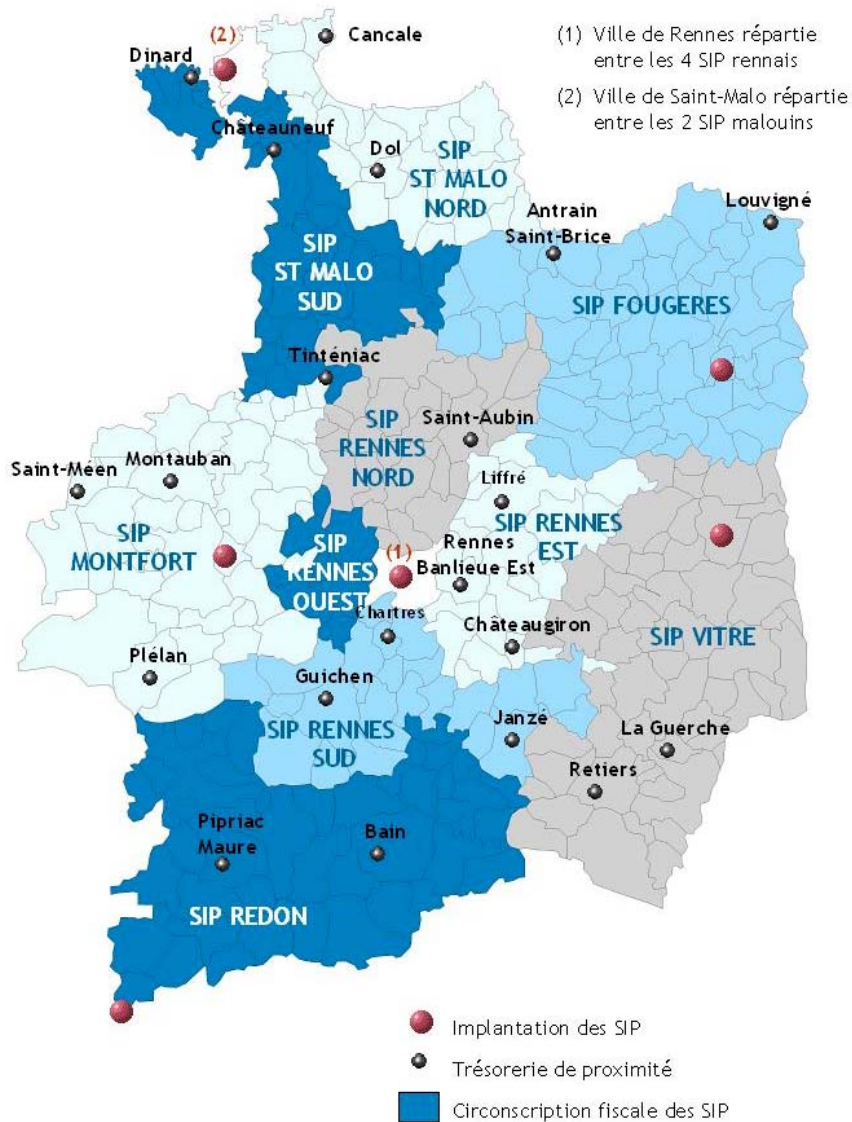 (2)
Cancale
(1) Ville de Rennes répartie
entre les 4 SIP rennais
Dinard
(2) Ville de Saint-Malo répartie
entre les 2 SIP malouins
Châteauneuf
Dol
SIP
ST MALO
NORD
Louvigné
Antrain
Saint-Brice
SIP
ST MALO
SUD
SIP FOUGERES
Tinténiac
SIP
RENNES
NORD
Saint-Aubin
Saint-Méen
Montauban
Liffré
SIP
MONTFORT
SIP RENNES
EST
SIP
RENNES
OUEST
(1)
Rennes
Banlieue Est
Chartres
Châteaugiron
SIP VITRE
Plélan
Guichen
SIP RENNES
SUD
Janzé
La Guerche
Retiers
Pipriac
Maure
Bain
SIP REDON
Implantation des SIP
Trésorerie de proximité
Circonscription fiscale des SIP